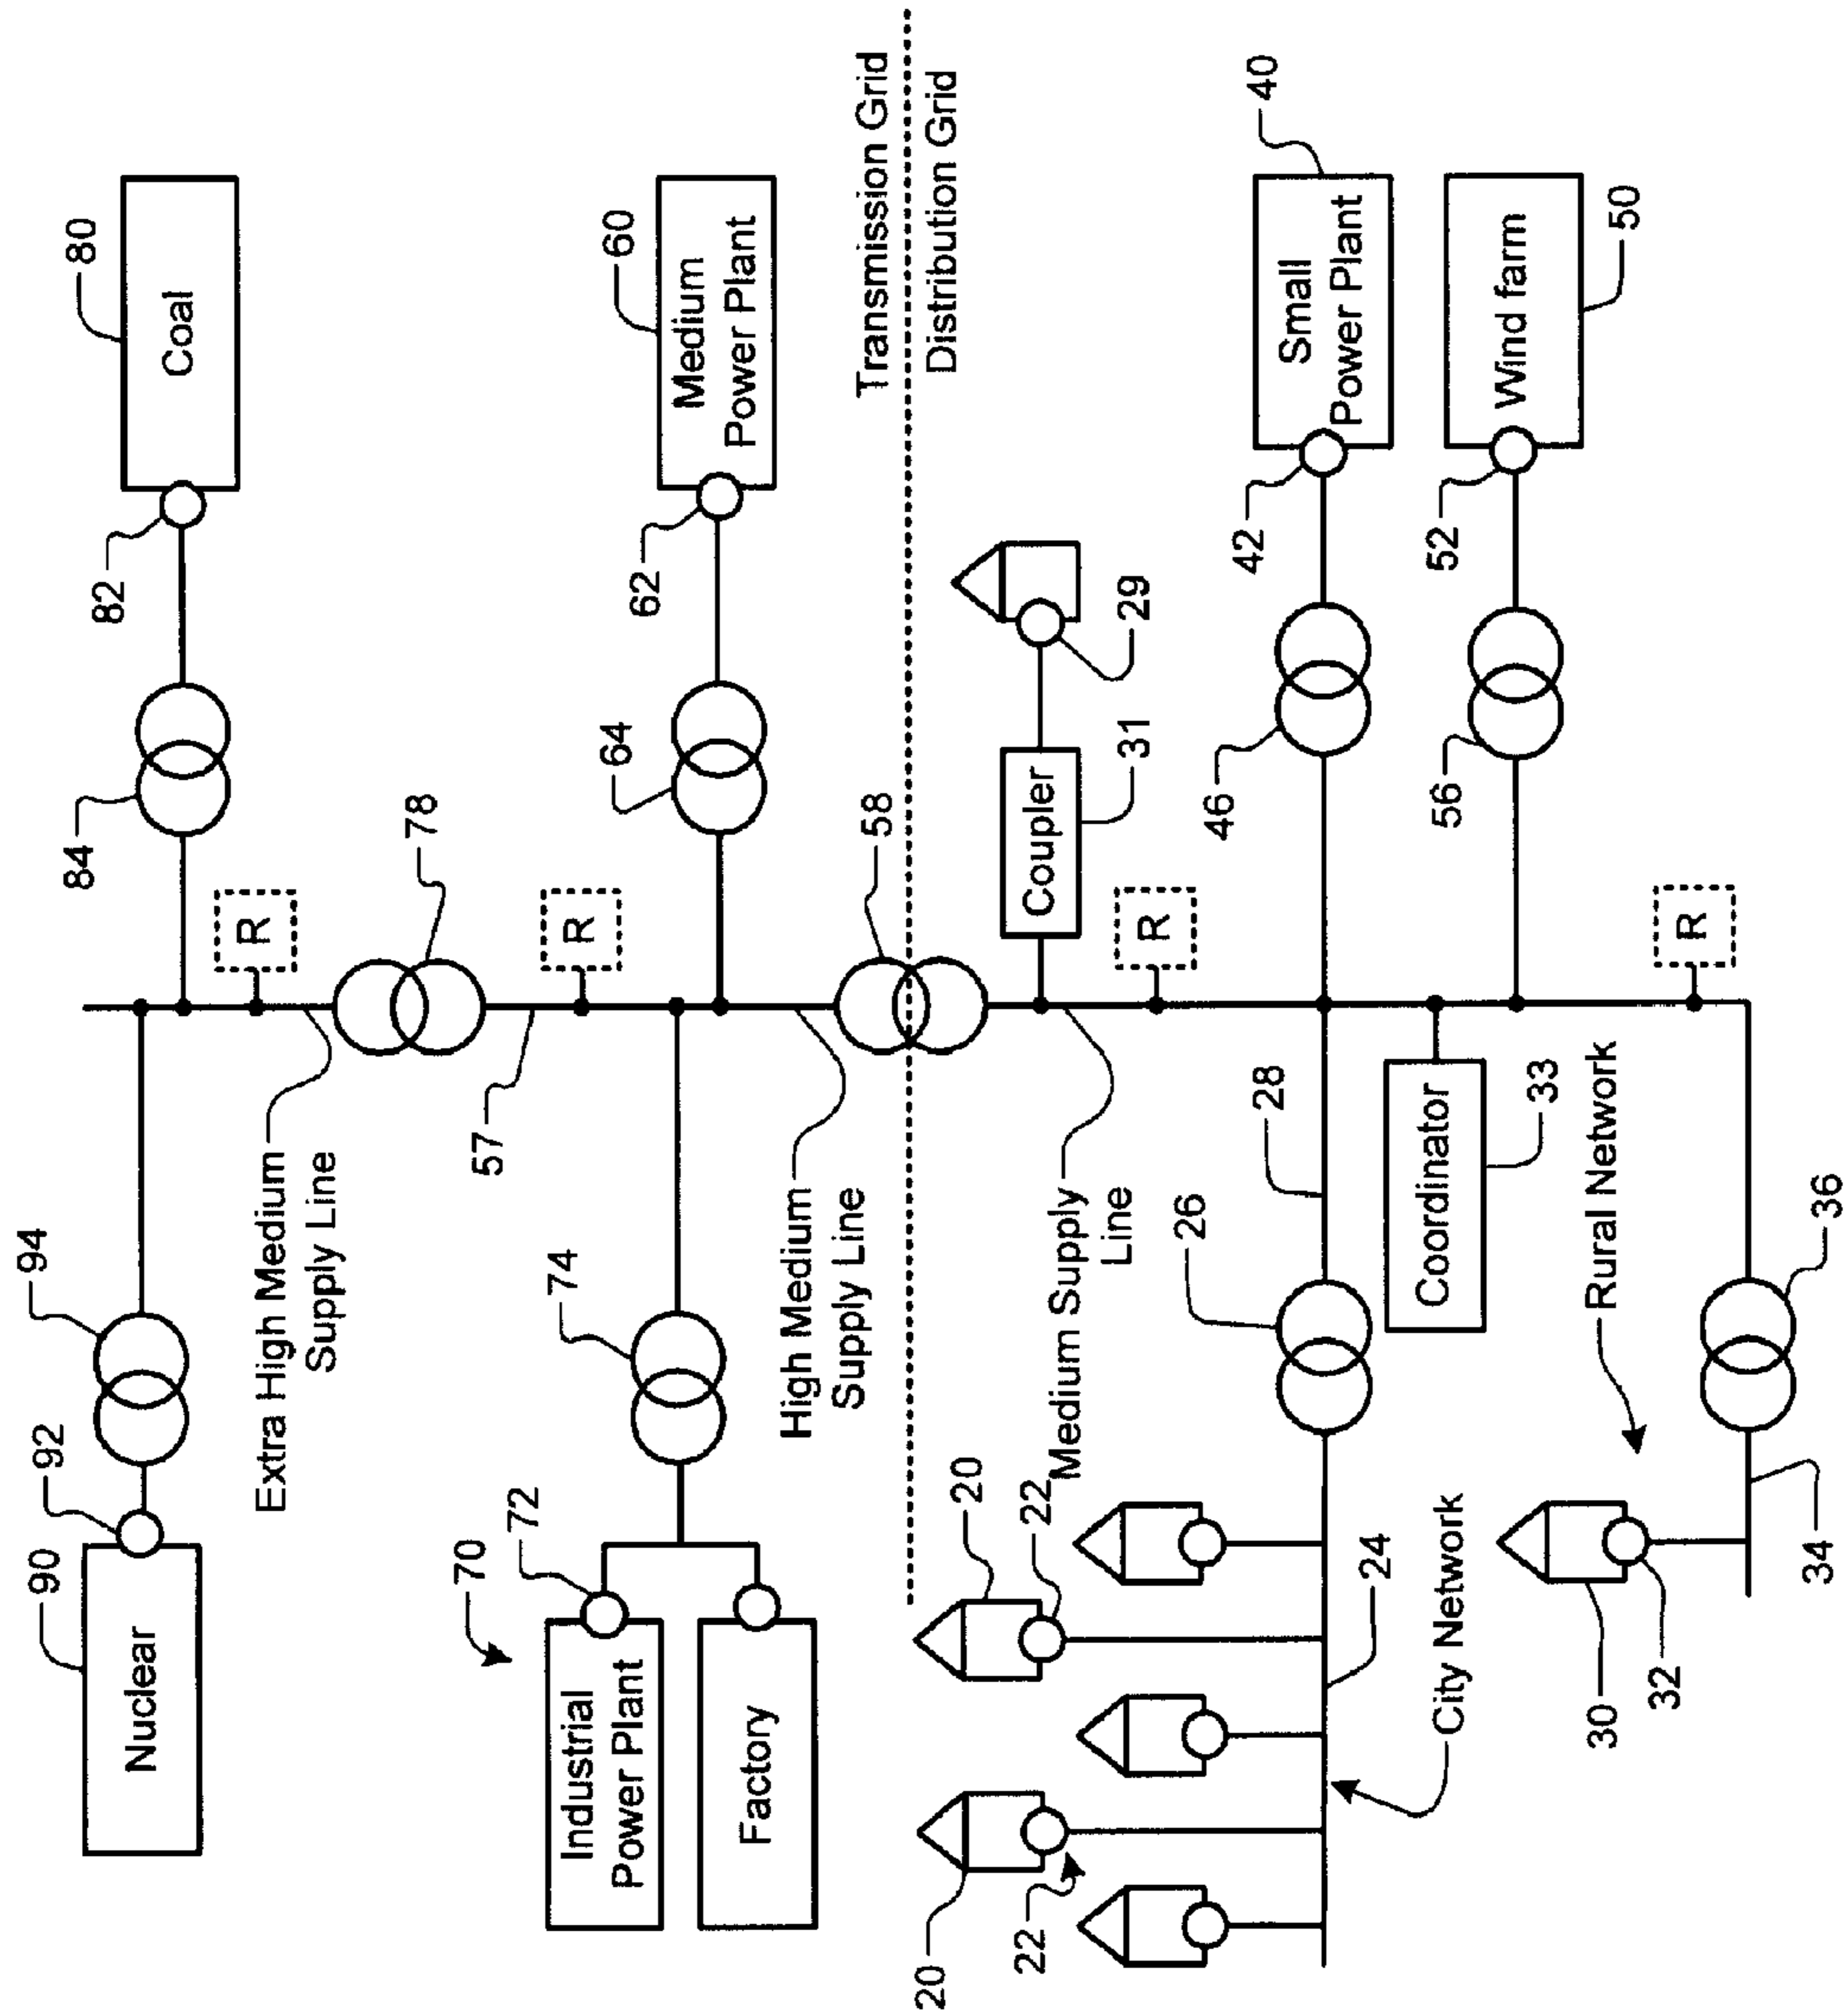 90
Nuclear
92
94
84
82
80
Coal
Extra High Medium
Supply Line
R
78
70
Industrial
Power Plant
72
Factory
74
57
R
High Medium
Supply Line
64
62
60
Medium
Power Plant
58
Transmission Grid
Distribution Grid
20
22
20
22
Medium Supply
Line
Coupler
31
29
R
City Network
24
26
28
46
42
Small
Power Plant
40
Coordinator
33
56
52
Wind farm
50
30
32
34
Rural Network
36
R